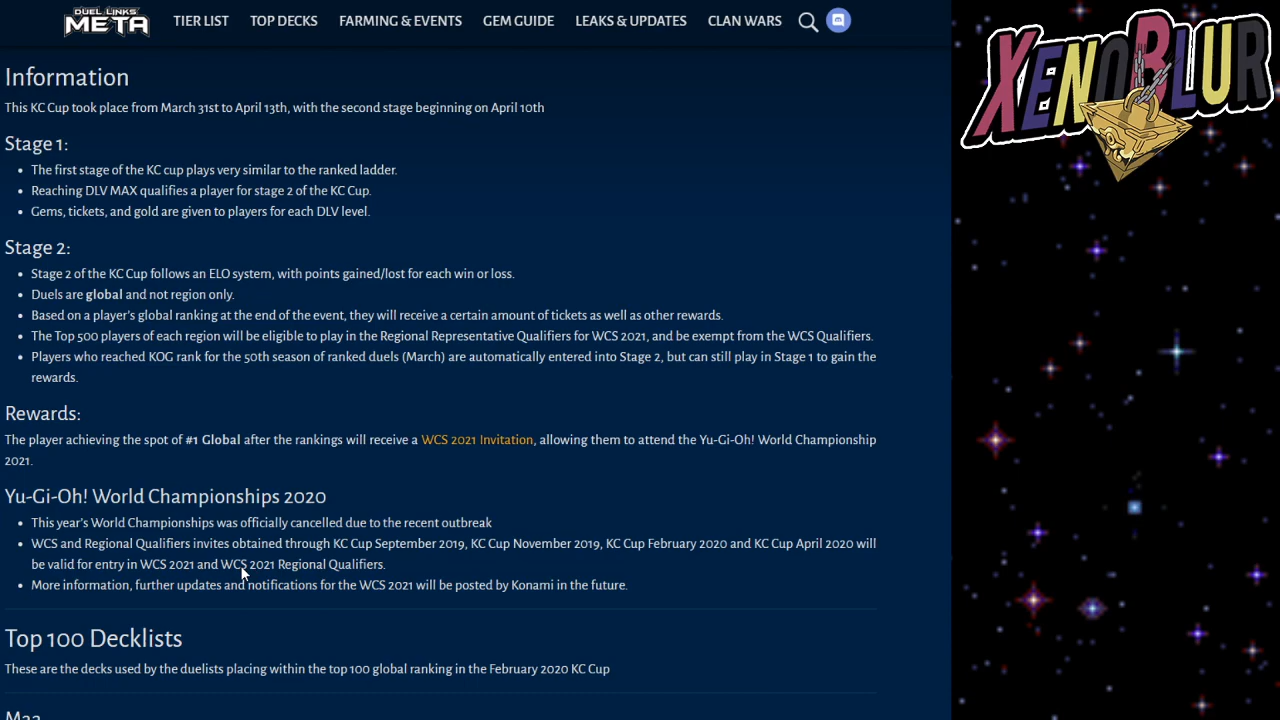 DUEL LINKS
META
TIER LIST TOP DECKS FARMING & EVENTS GEM GUIDE LEAKS & UPDATES CLAN WARS
XENOBLUR
Information
This KC Cup took place from March 31st to April 13th, with the second stage beginning on April 10th
Stage 1:
The first stage of the KC cup plays very similar to the ranked ladder.
Reaching DLV MAX qualifies a player for stage 2 of the KC Cup.
Gems, tickets, and gold are given to players for each DLV level.
Stage 2:
Stage 2 of the KC Cup follows an ELO system, with points gained/lost for each win or loss.
Duels are global and not region only.
Based on a player's global ranking at the end of the event, they will receive a certain amount of tickets as well as other rewards.
The Top 500 players of each region will be eligible to play in the Regional Representative Qualifiers for WCS 2021, and be exempt from the WCS Qualifiers.
Players who reached KOG rank for the 50th season of ranked duels (March) are automatically entered into Stage 2, but can still play in Stage 1 to gain the
rewards.
Rewards:
The player achieving the spot of #1 Global after the rankings will receive a WCS 2021 Invitation, allowing them to attend the Yu-Gi-Oh! World Championship
2021.
Yu-Gi-Oh! World Championships 2020
This year's World Championships was officially cancelled due to the recent outbreak
WCS and Regional Qualifiers invites obtained through KC Cup September 2019, KC Cup November 2019, KC Cup February 2020 and KC Cup April 2020 will
be valid for entry in WCS 2021 and WCS 2021 Regional Qualifiers.
More information, further updates and notifications for the WCS 2021 will be posted by Konami in the future.
Top 100 Decklists
These are the decks used by the duelists placing within the top 100 global ranking in the February 2020 KC Cup